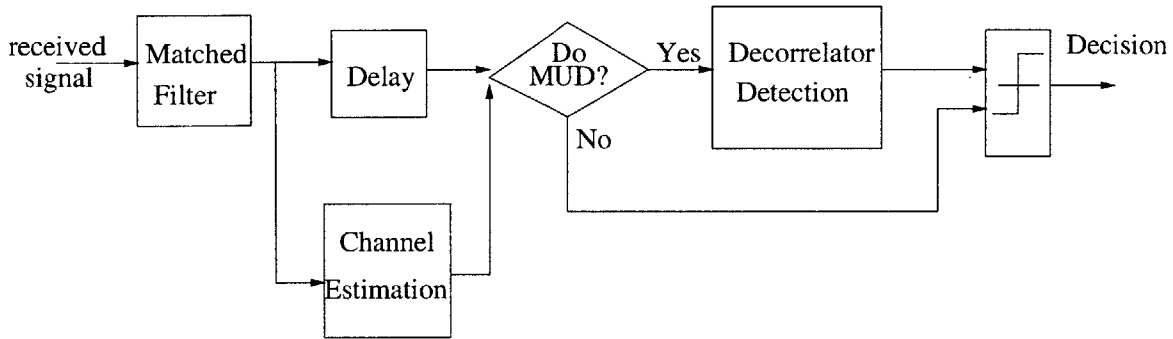 received
signal
Matched
Filter
Delay
Do
MUD?
Yes
No
Decorrelator
Detection
Decision
Channel
Estimation